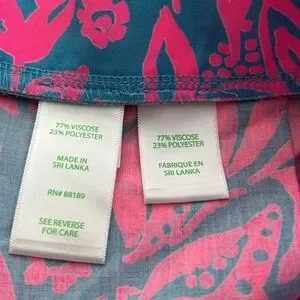 77% VISCOSE
23% POLYESTER
MADE IN
SRI LANKA
RN# 88189
SEE REVERSE
FOR CARE
77% VISCOSE
23% POLYESTER
FABRIQUE EN
SRI LANKA